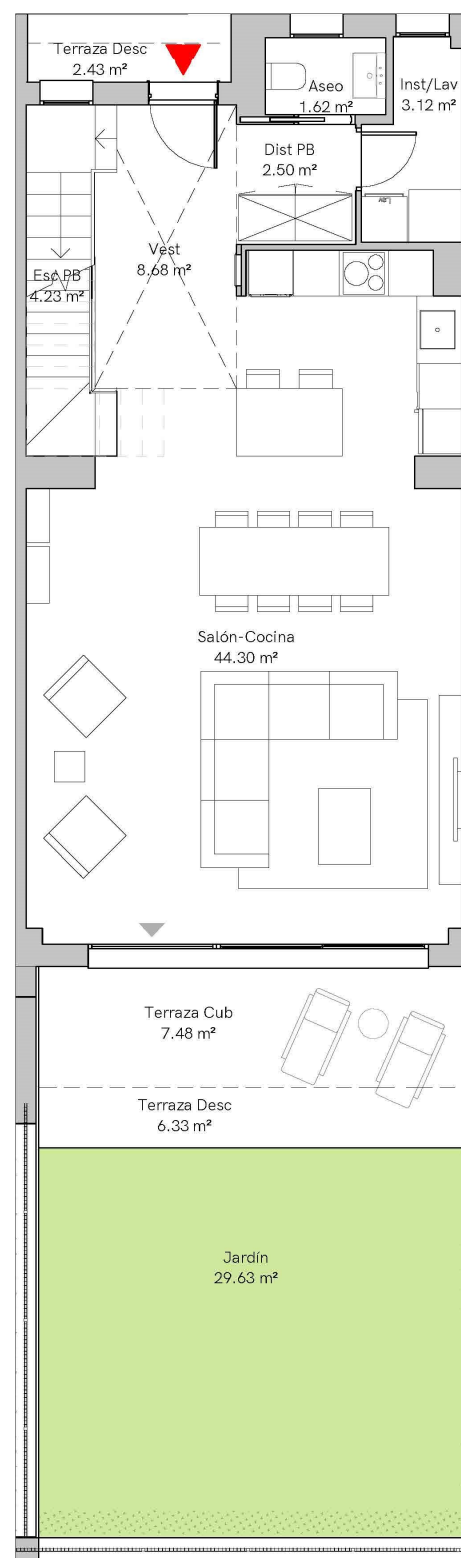 Terraza Desc
2.43 m²
Aseo
1.62 m²
Inst/Lav
3.12 m²
Dist PB
2.50 m²
Vest
8.68 m²
Esc PB
4.23 m²
Salón-Cocina
44.30 m²
Terraza Cub
7.48 m²
Terraza Desc
6.33 m²
Jardín
29.63 m²